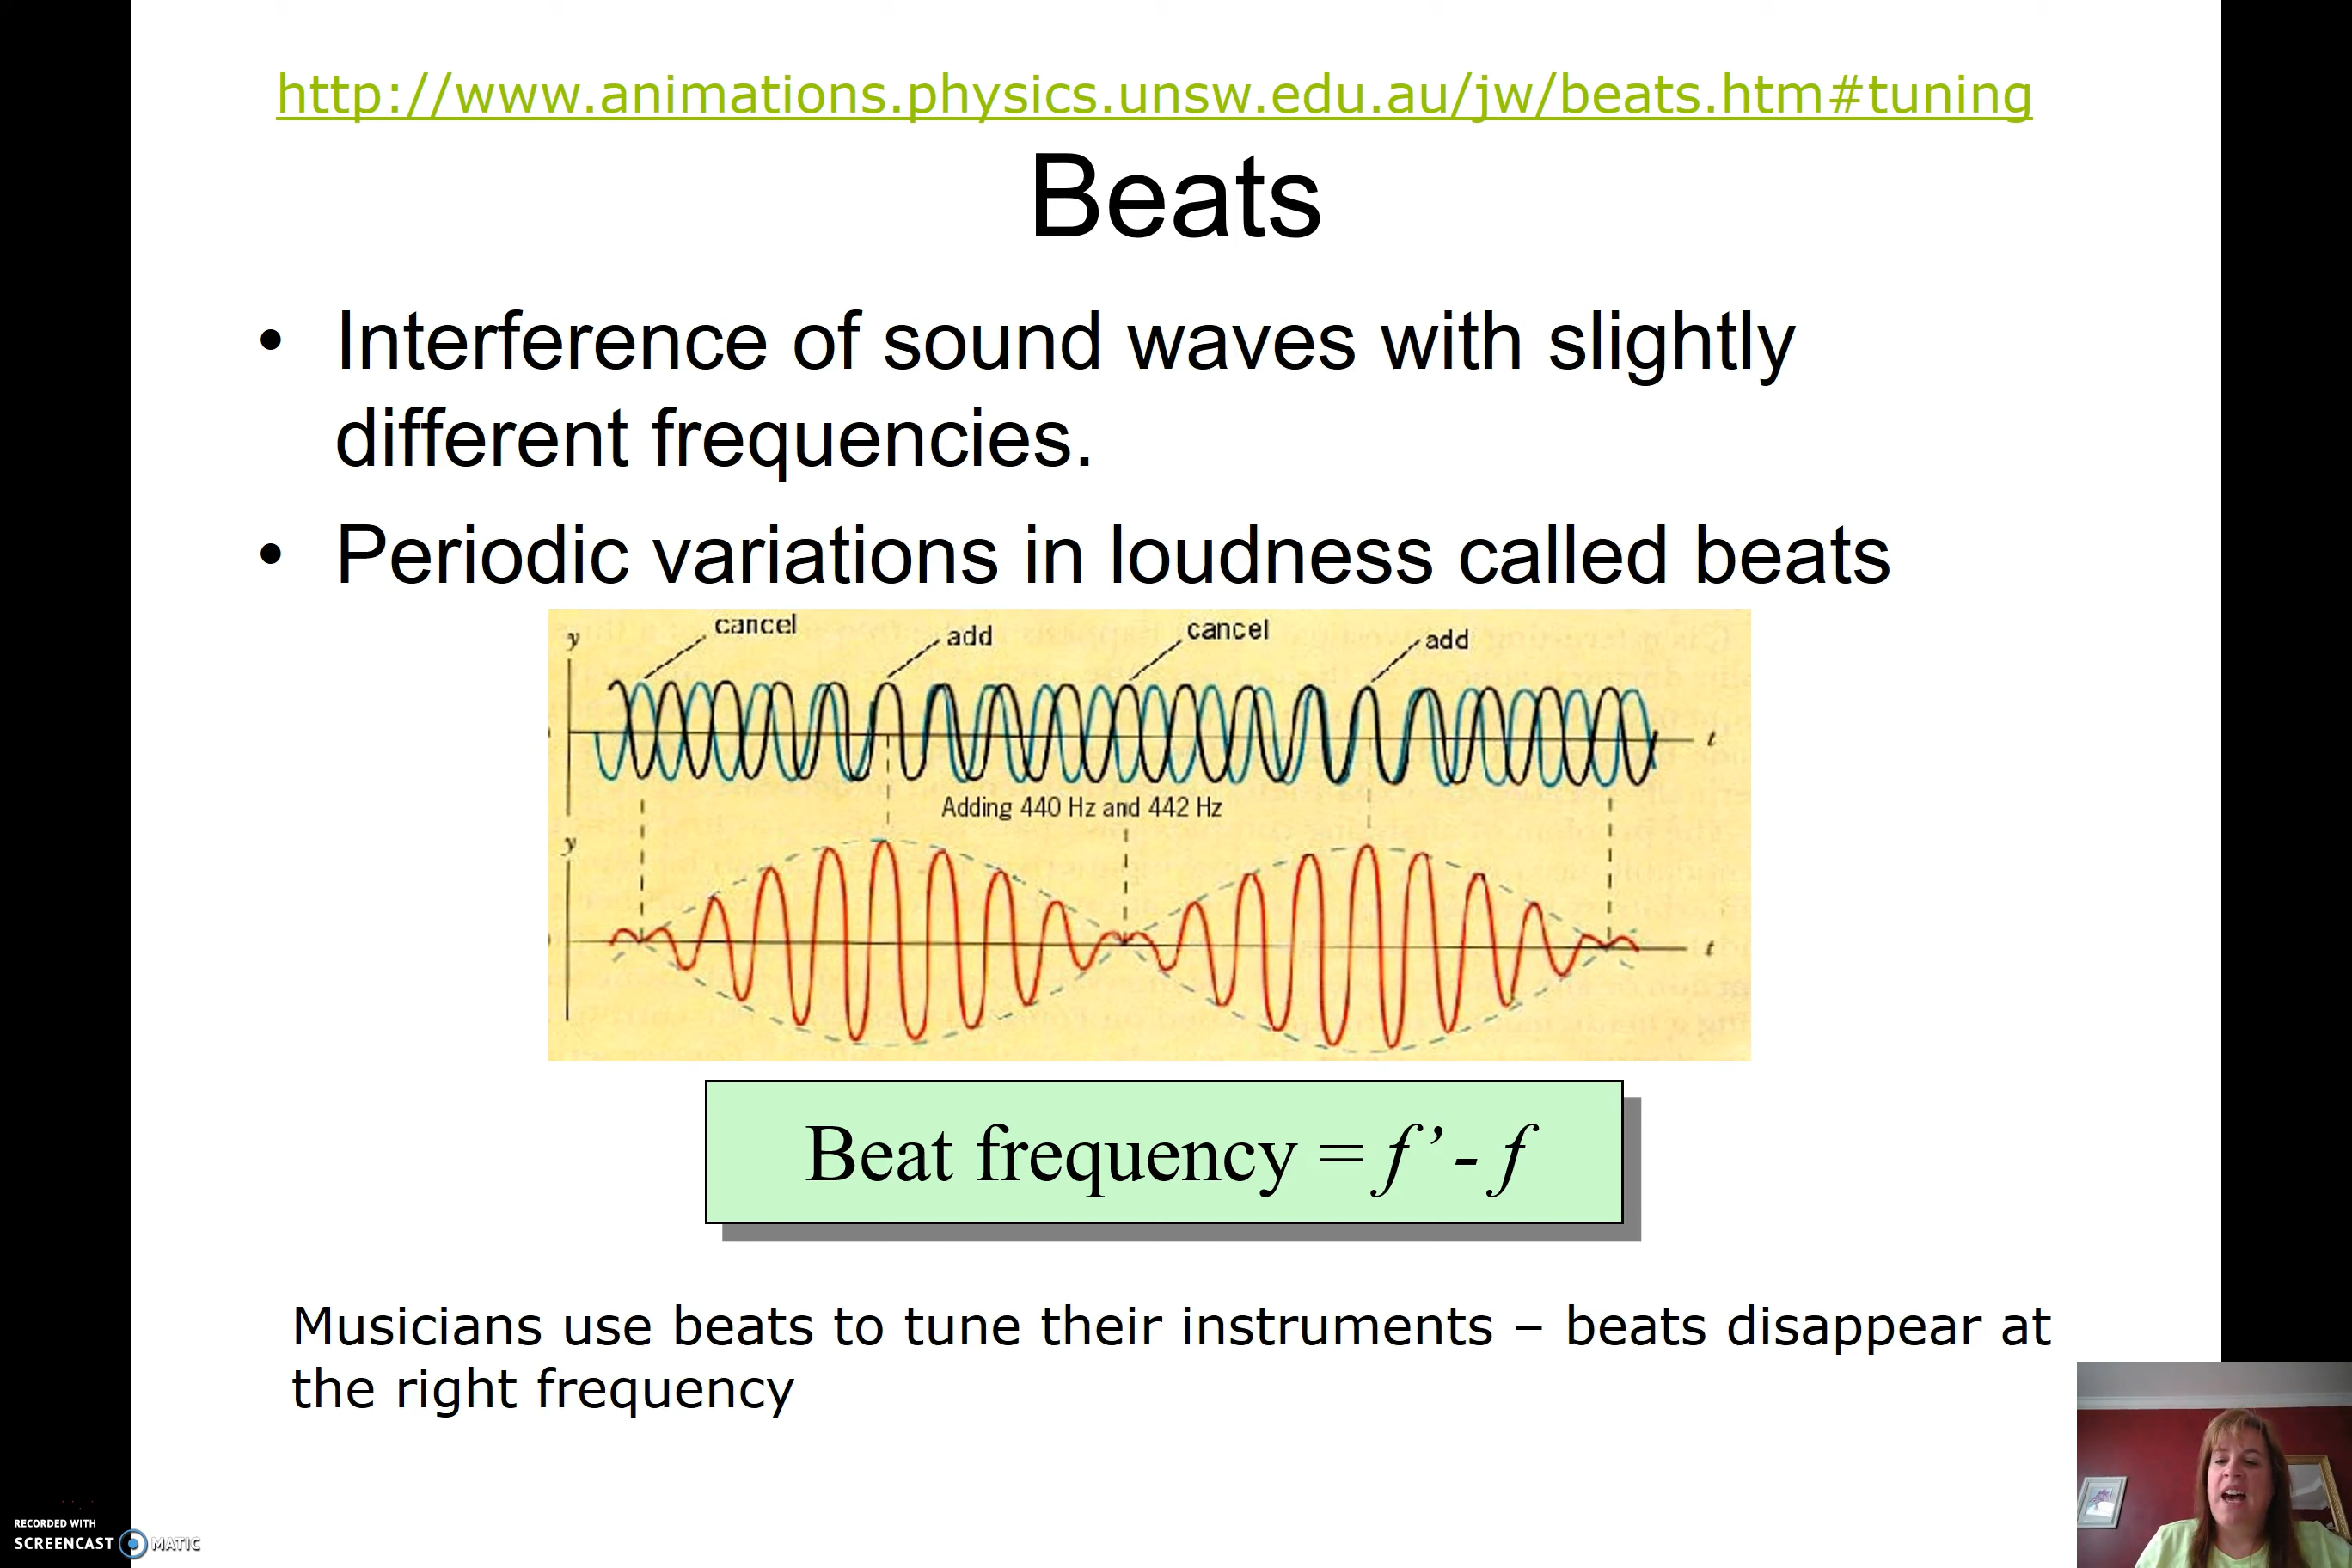 http://www.animations.physics.unsw.edu.au/jw/beats.htm#tuning
Beats
• Interference of sound waves with slightly
different frequencies.
• Periodic variations in loudness called beats
y cancel add cancel add
t
Adding 440 Hz and 442 Hz
y
t
Beat frequency = f’- f
Musicians use beats to tune their instruments – beats disappear at
the right frequency
RECORDED WITH
SCREENCAST MATIC